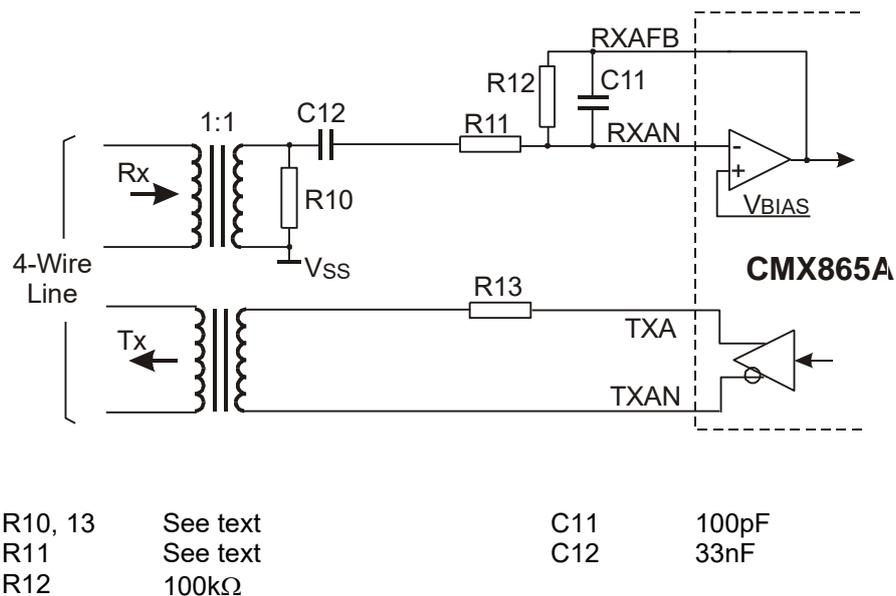 RXAFB
R12
C11
1:1
C12
R11
RXAN
-
+
Rx
R10
VBIAS
VSS
4-Wire
Line
CMX865A
R13
Tx
TXA
TXAN
R10, 13 See text C11 100pF
R11 See text C12 33nF
R12 100kΩ